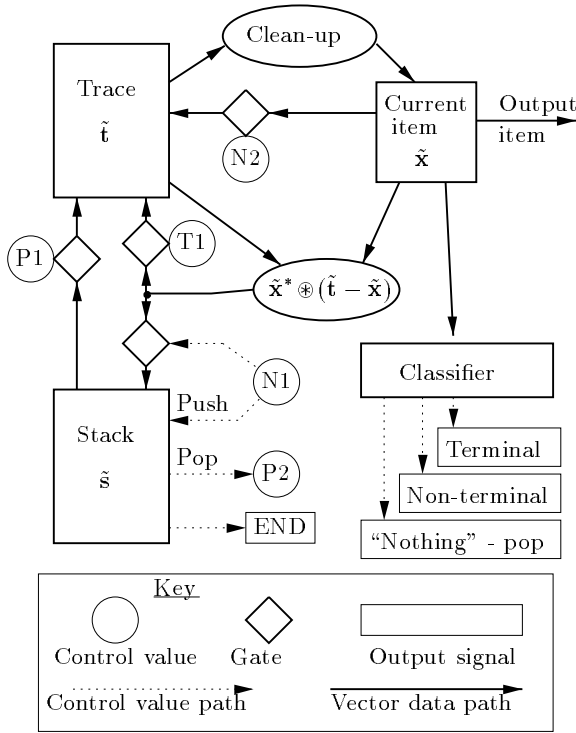 Clean-up
Trace
t̃
Current
item
x̃
Output
item
N2
P1
T1
x̃* ⊛ (t̃ − x̃)
N1
Classifier
Push
Stack
s̃
Pop
P2
END
Terminal
Non-terminal
“Nothing” - pop
Key
Control value
Gate
Output signal
Control value path
Vector data path